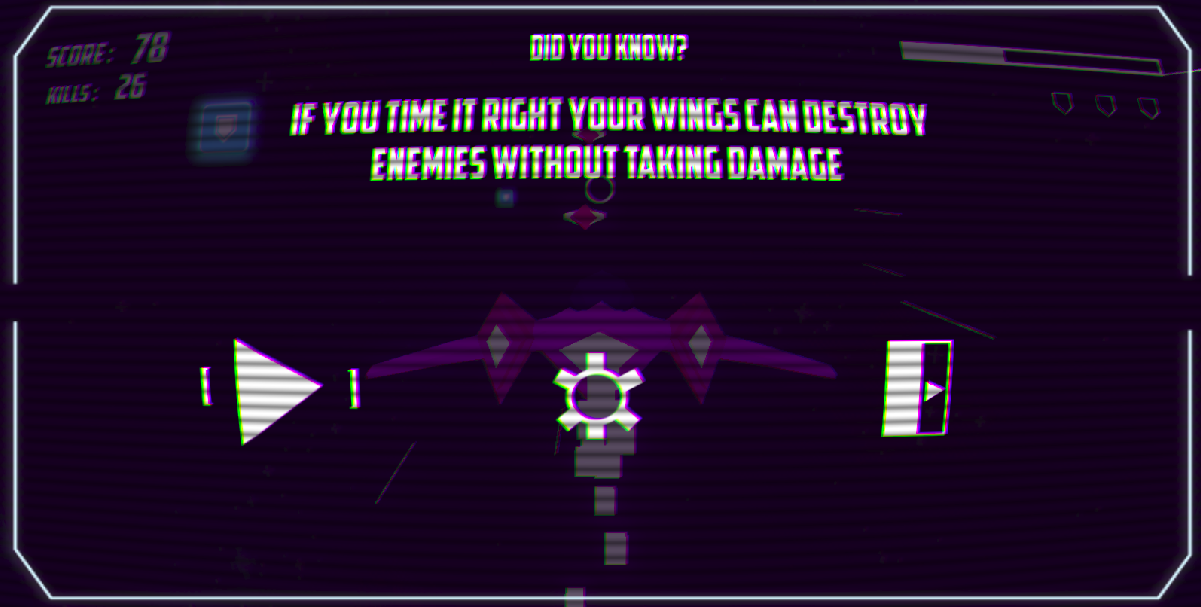 SCORE: 78
KILLS: 26
DID YOU KNOW?
IF YOU TIME IT RIGHT YOUR WINGS CAN DESTROY
ENEMIES WITHOUT TAKING DAMAGE